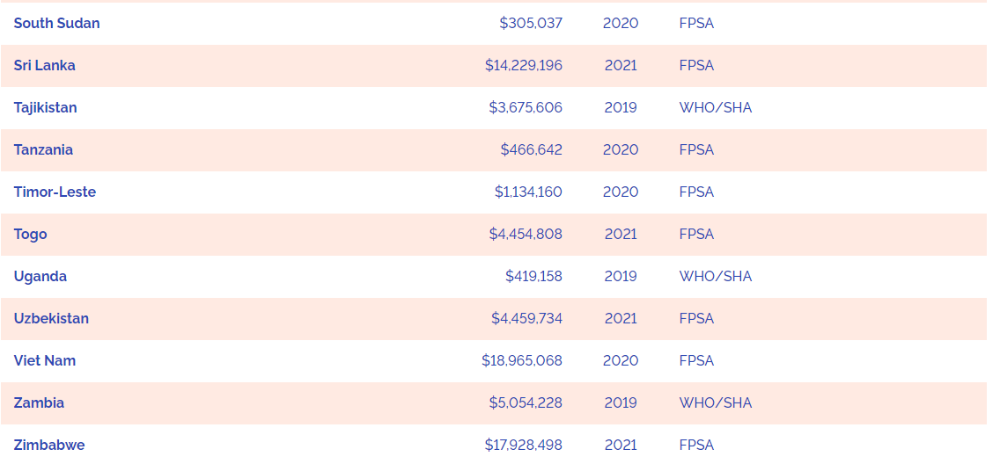 South Sudan $305,037 2020 FPSA
Sri Lanka $14,229,196 2021 FPSA
Tajikistan $3,675,606 2019 WHO/SHA
Tanzania $466,642 2020 FPSA
Timor-Leste $1,134,160 2020 FPSA
Togo $4,454,808 2021 FPSA
Uganda $419,158 2019 WHO/SHA
Uzbekistan $4,459,734 2021 FPSA
Viet Nam $18,965,068 2020 FPSA
Zambia $5,054,228 2019 WHO/SHA
Zimbabwe $17,928,498 2021 FPSA